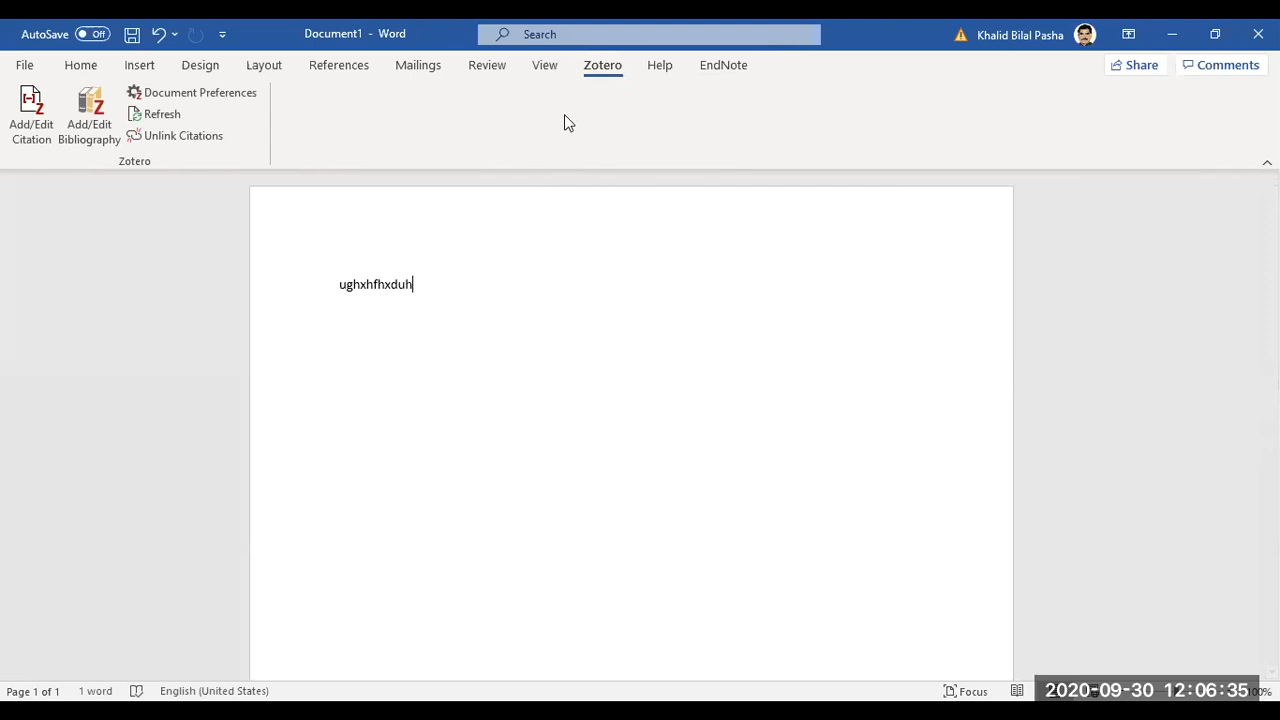 AutoSave Off Document1 - Word Search Khalid Bilal Pasha
File Home Insert Design Layout References Mailings Review View Zotero Help EndNote Share Comments
Add/Edit Citation
Add/Edit Bibliography
Document Preferences
Refresh
Unlink Citations
Zotero
ughxhfhxduh
Page 1 of 1 1 word English (United States) Focus 100%
2020-09-30 12:06:35